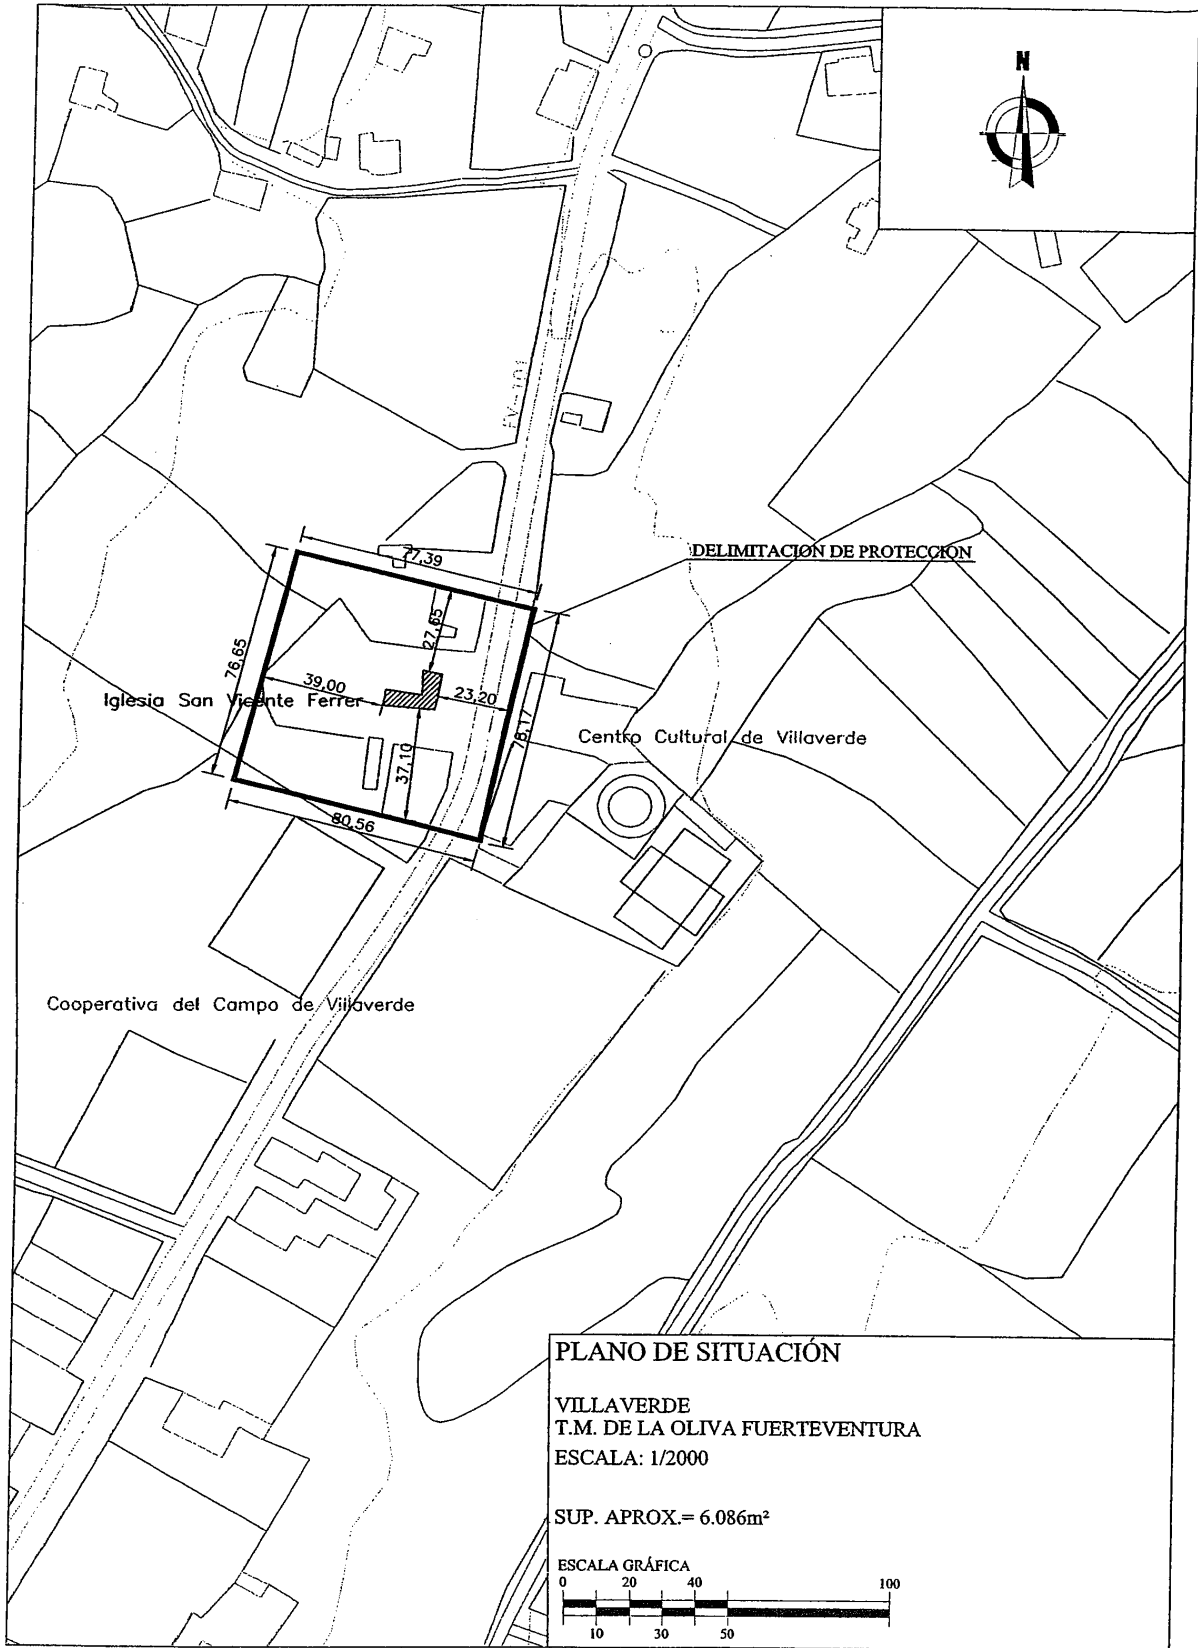 N
FV-101
DELIMITACION DE PROTECCION
77,39
27,65
76,65
39,00
23,20
Iglesia San Vicente Ferrer
78,17
Centro Cultural de Villaverde
37,10
80,56
Cooperativa del Campo de Villaverde
PLANO DE SITUACIÓN
VILLAVERDE
T.M. DE LA OLIVA FUERTEVENTURA
ESCALA: 1/2000
SUP. APROX.= 6.086m²
ESCALA GRÁFICA
0 20 40 100
10 30 50